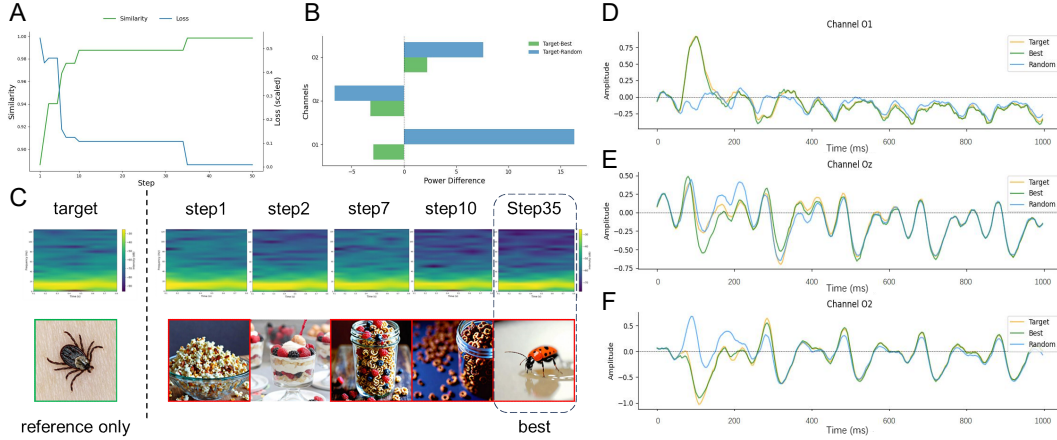 A
Similarity
Loss
1.00
0.98
0.96
0.94
0.92
0.90
Similarity
0.5
0.4
0.3
0.2
0.1
0.0
Loss (scaled)
1
10
20
30
40
50
Step
B
Target-Best
Target-Random
O2
O1
Channels
−5
0
5
10
15
Power Difference
C
target
step1
step2
step7
step10
Step35
reference only
best
D
Channel O1
Target
Best
Random
0.75
0.50
0.25
0.00
−0.25
Amplitude
0
200
400
600
800
1000
Time (ms)
E
Channel Oz
Target
Best
Random
0.50
0.25
0.00
−0.25
−0.50
−0.75
Amplitude
0
200
400
600
800
1000
Time (ms)
F
Channel O2
Target
Best
Random
0.5
0.0
−0.5
−1.0
Amplitude
0
200
400
600
800
1000
Time (ms)